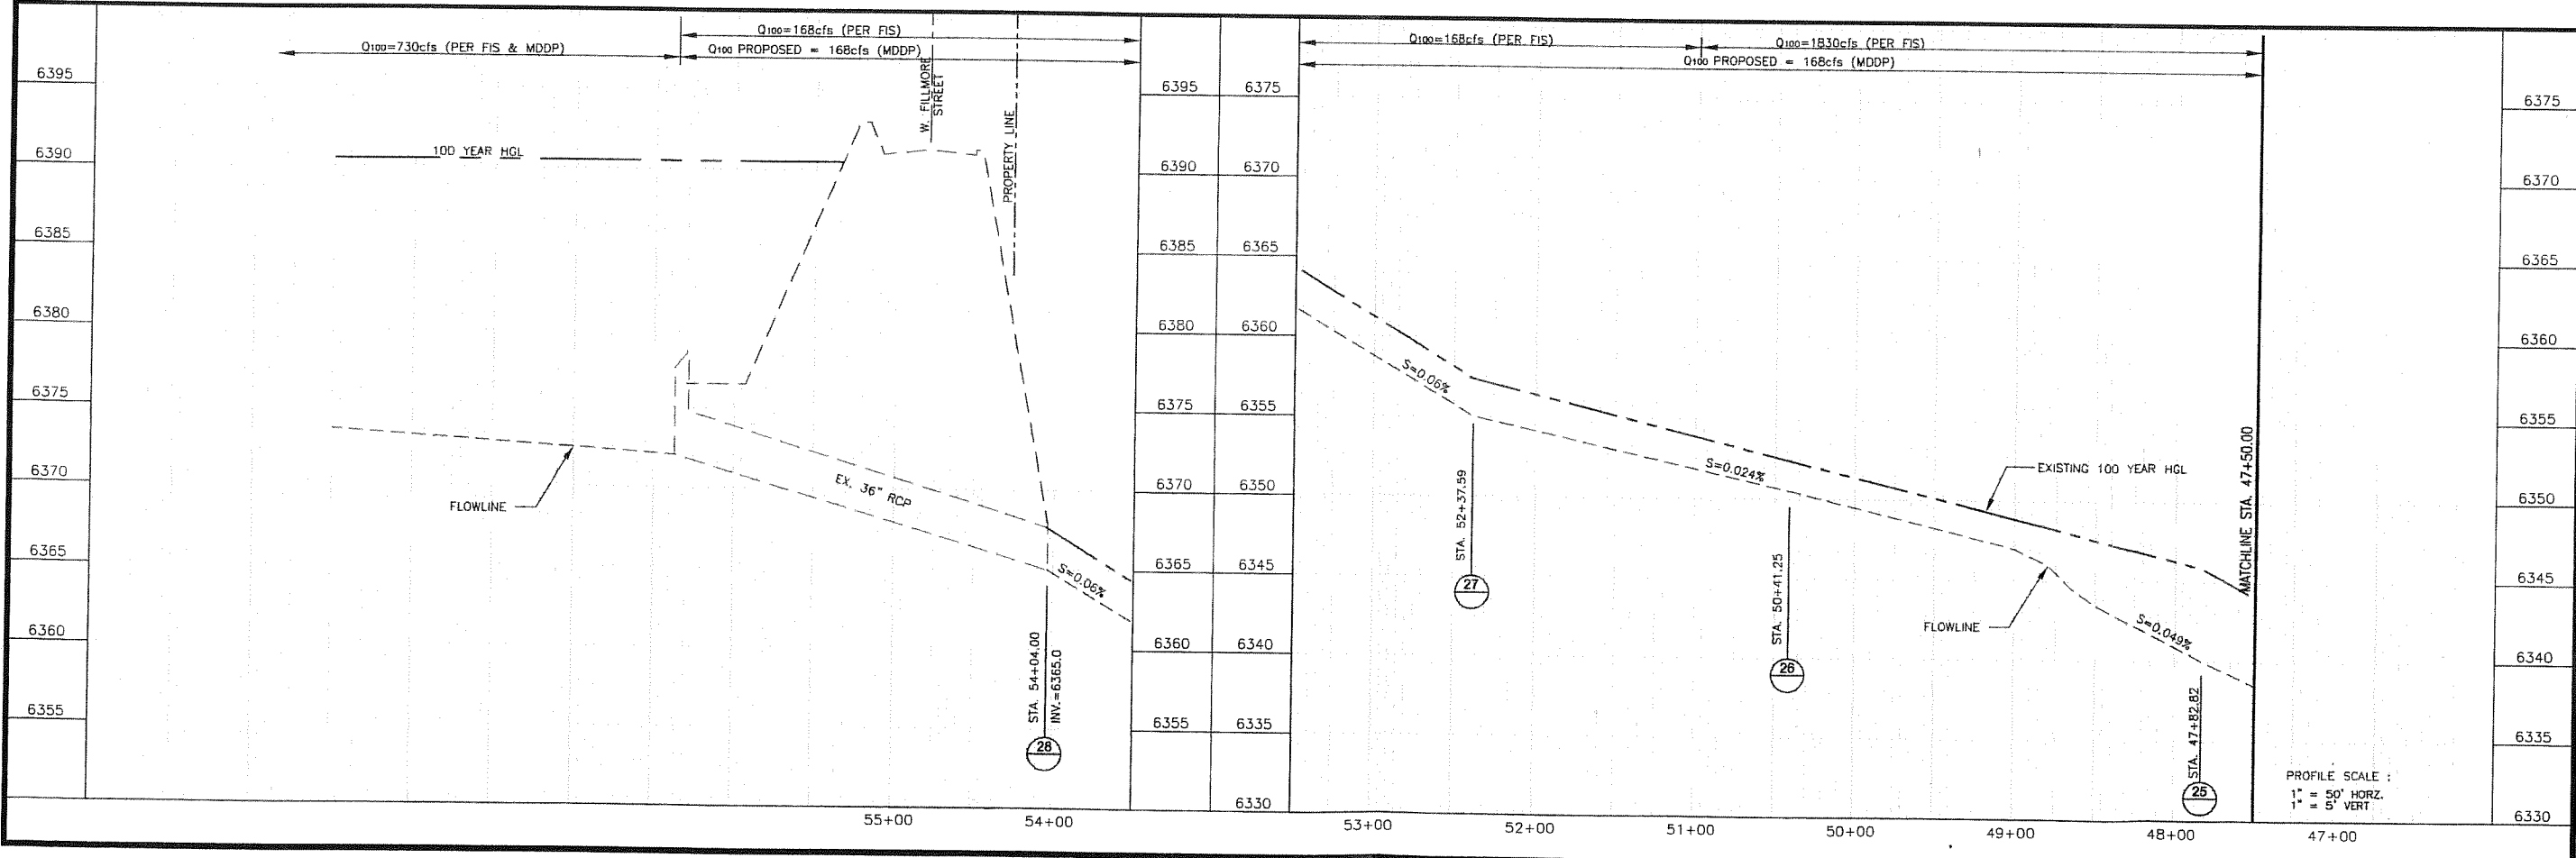 Q100=730cfs (PER FIS & MDDP)
Q100=168cfs (PER FIS)
Q100 PROPOSED = 168cfs (MDDP)
Q100=168cfs (PER FIS)
Q100=1830cfs (PER FIS)
Q100 PROPOSED = 168cfs (MDDP)
6395
6390
6385
6380
6375
6370
6365
6360
6355
100 YEAR HGL
W. FILLMORE
STREET
PROPERTY LINE
FLOWLINE
EX. 36" RCP
S=0.06%
STA. 54+04.00
INV.=6365.0
28
55+00
54+00
6395
6390
6385
6380
6375
6370
6365
6360
6355
6375
6370
6365
6360
6355
6350
6345
6340
6335
6330
S=0.06%
STA. 52+37.59
27
S=0.024%
STA. 50+41.25
26
EXISTING 100 YEAR HGL
FLOWLINE
S=0.049%
STA. 47+82.82
25
MATCHLINE STA. 47+50.00
53+00
52+00
51+00
50+00
49+00
48+00
47+00
6375
6370
6365
6360
6355
6350
6345
6340
6335
6330
PROFILE SCALE :
1" = 50' HORZ.
1" = 5' VERT